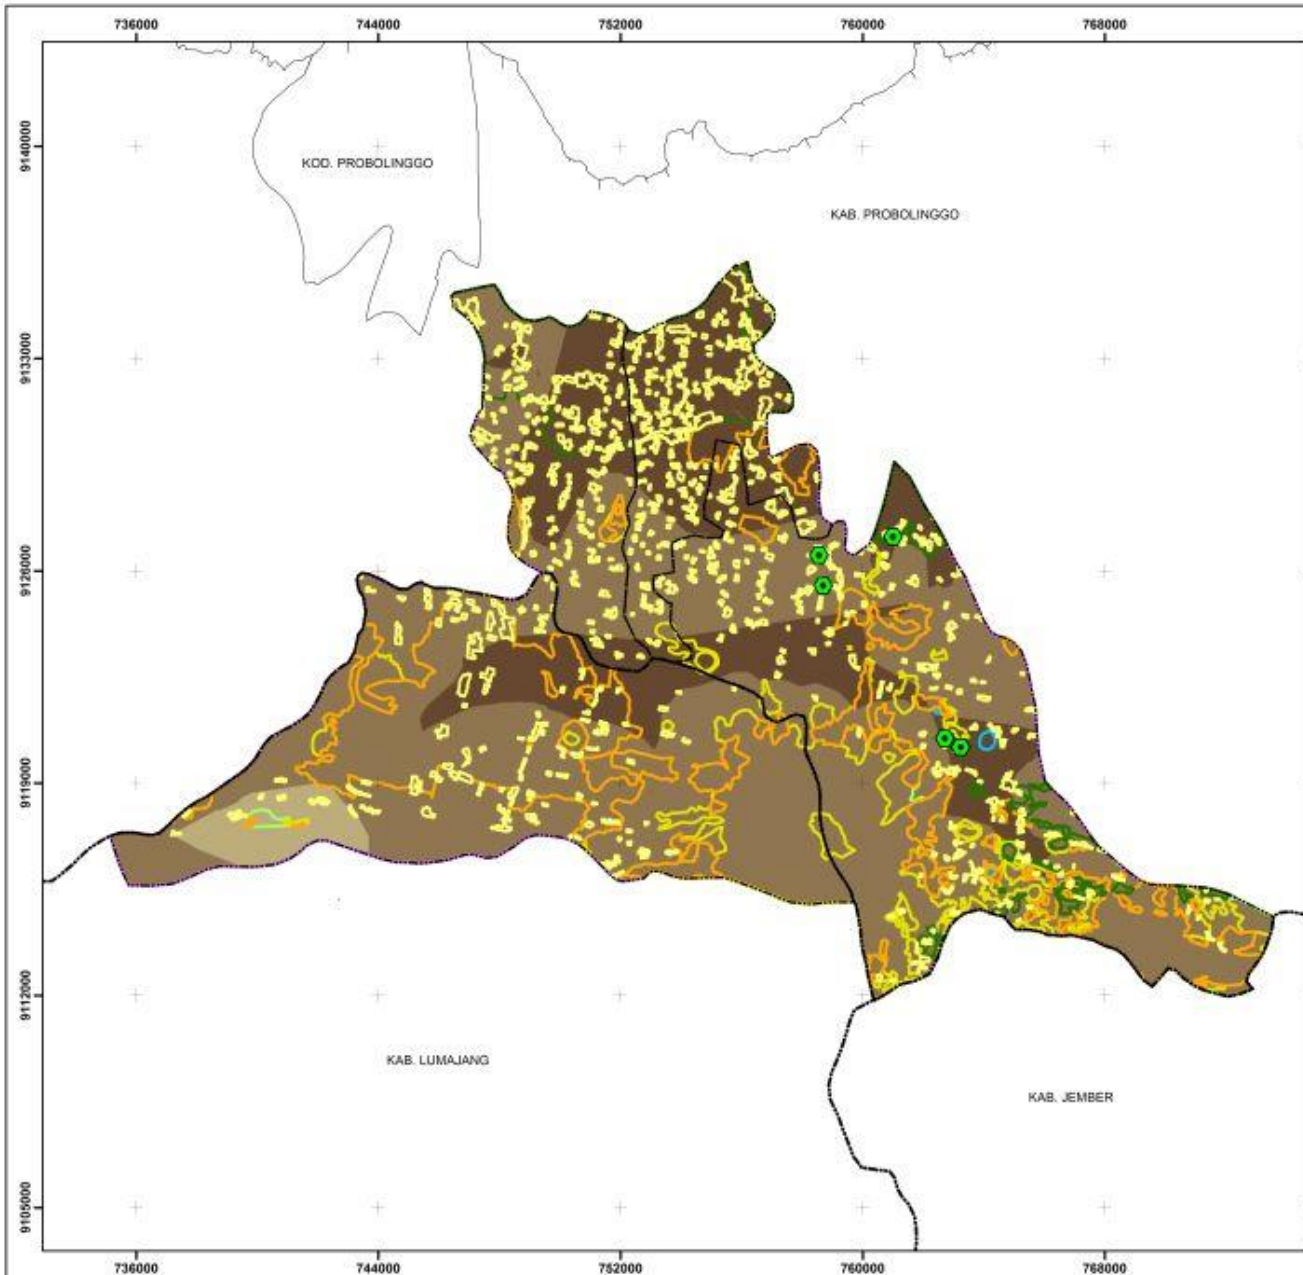 736000 744000 752000 760000 768000
9140000
KOD. PROBOLINGGO
KAB. PROBOLINGGO
9133000
9126000
9119000
9112000
KAB. LUMAJANG
KAB. JEMBER
9105000
736000 744000 752000 760000 768000